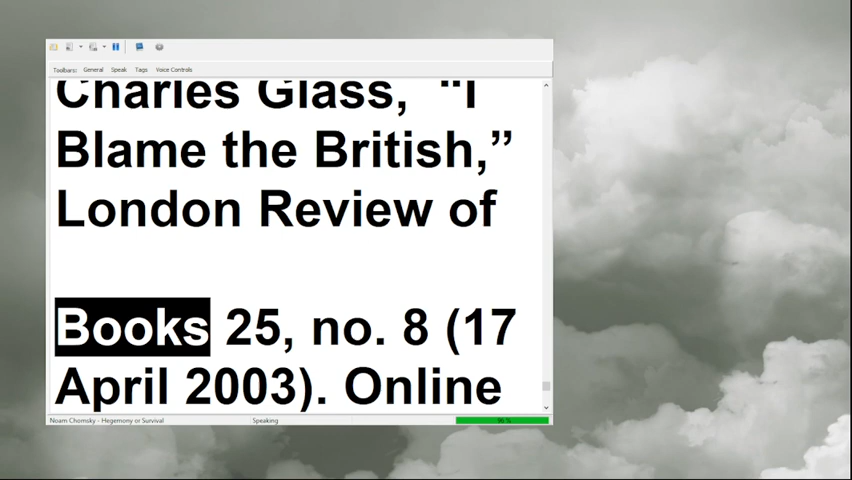 Toolbars: General Speak Tags Voice Controls
Charles Glass, “I
Blame the British,”
London Review of
Books 25, no. 8 (17
April 2003). Online
Noam Chomsky - Hegemony or Survival Speaking 96 %